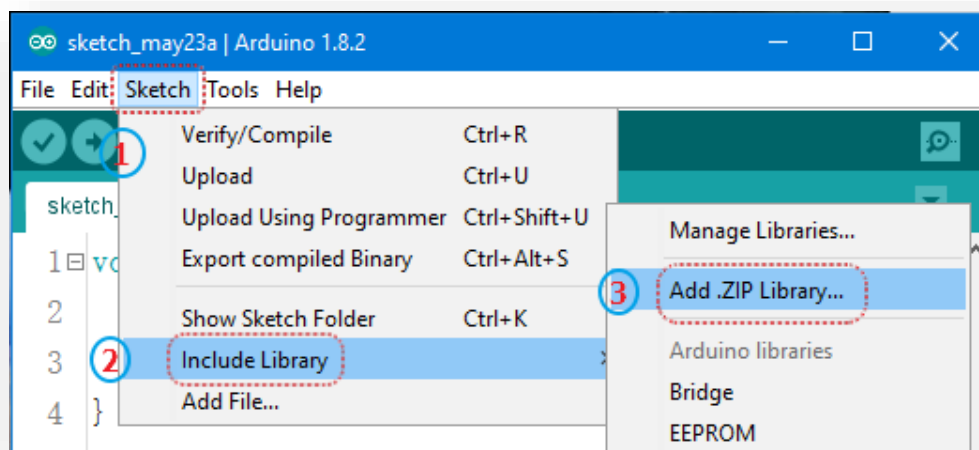 sketch_may23a | Arduino 1.8.2
File Edit Sketch Tools Help
1
Verify/Compile Ctrl+R
Upload Ctrl+U
sketch_
Upload Using Programmer Ctrl+Shift+U
Manage Libraries...
1
Export compiled Binary Ctrl+Alt+S
3 Add .ZIP Library...
2
Show Sketch Folder Ctrl+K
3
2 Include Library
Arduino libraries
4 }
Add File...
Bridge
EEPROM